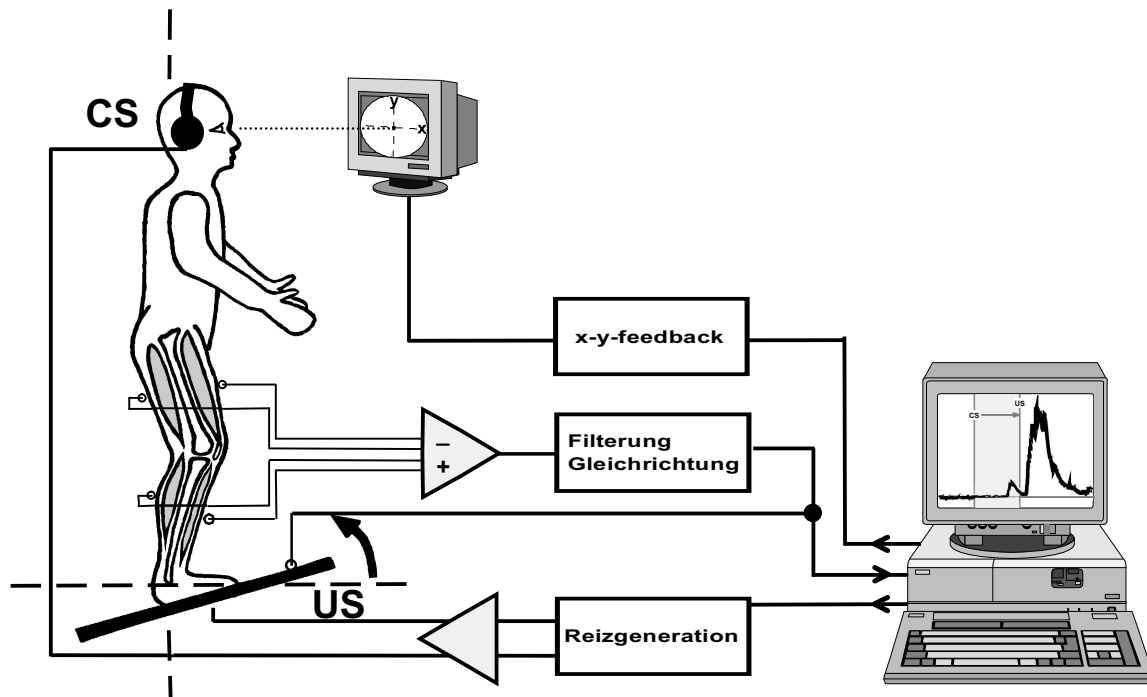 CS
y
x
x-y-feedback
–
+
Filterung
Gleichrichtung
US
CS
US
Reizgeneration